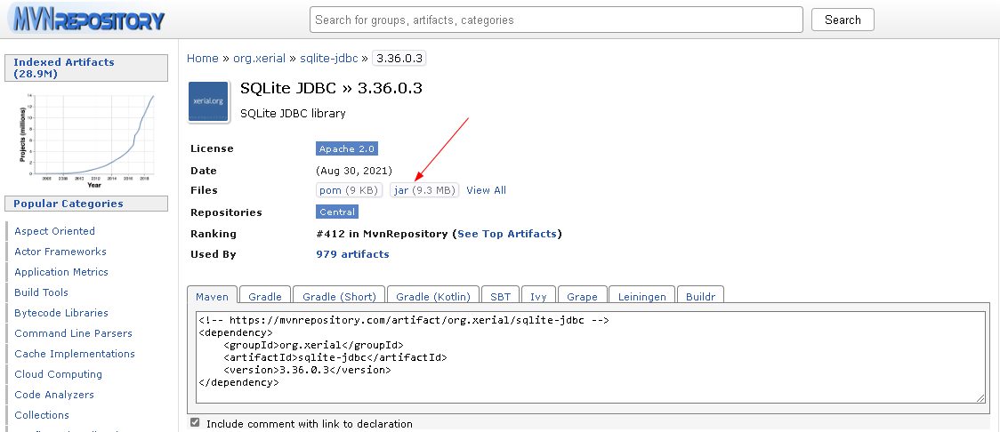 MVNREPOSITORY
Search for groups, artifacts, categories
Search
Indexed Artifacts
(28.9M)
Projects (millions)
14
12
10
8
6
4
2
0
2006 2008 2010 2012 2014 2016 2018
Year
Popular Categories
Aspect Oriented
Actor Frameworks
Application Metrics
Build Tools
Bytecode Libraries
Command Line Parsers
Cache Implementations
Cloud Computing
Code Analyzers
Collections
Home » org.xerial » sqlite-jdbc » 3.36.0.3
xerial.org
SQLite JDBC » 3.36.0.3
SQLite JDBC library
License Apache 2.0
Date (Aug 30, 2021)
Files pom (9 KB) jar (9.3 MB) View All
Repositories Central
Ranking #412 in MvnRepository (See Top Artifacts)
Used By 979 artifacts
Maven Gradle Gradle (Short) Gradle (Kotlin) SBT Ivy Grape Leiningen Buildr
<!-- https://mvnrepository.com/artifact/org.xerial/sqlite-jdbc -->
<dependency>
    <groupId>org.xerial</groupId>
    <artifactId>sqlite-jdbc</artifactId>
    <version>3.36.0.3</version>
</dependency>
Include comment with link to declaration